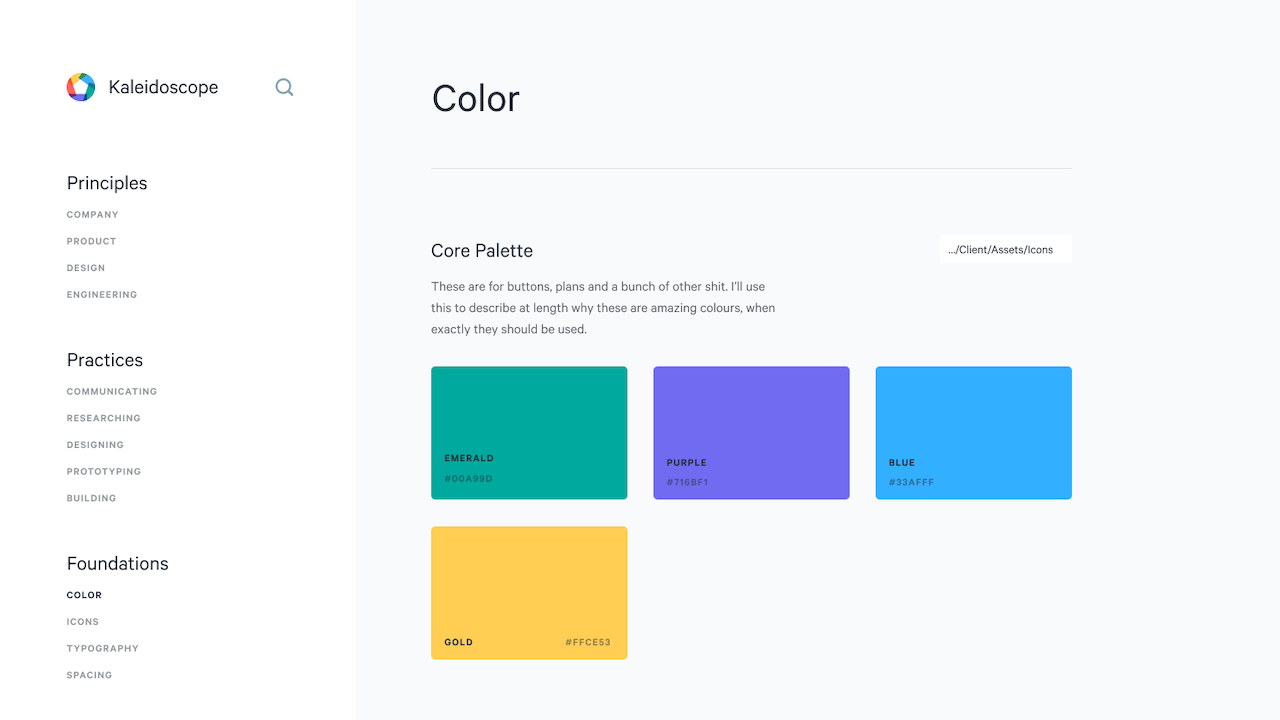 Kaleidoscope
Principles
COMPANY
PRODUCT
DESIGN
ENGINEERING
Practices
COMMUNICATING
RESEARCHING
DESIGNING
PROTOTYPING
BUILDING
Foundations
COLOR
ICONS
TYPOGRAPHY
SPACING
Color
Core Palette
.../Client/Assets/Icons
These are for buttons, plans and a bunch of other shit. I'll use
this to describe at length why these are amazing colours, when
exactly they should be used.
EMERALD
#00A99D
PURPLE
#716BF1
BLUE
#33AFFF
GOLD #FFCE53